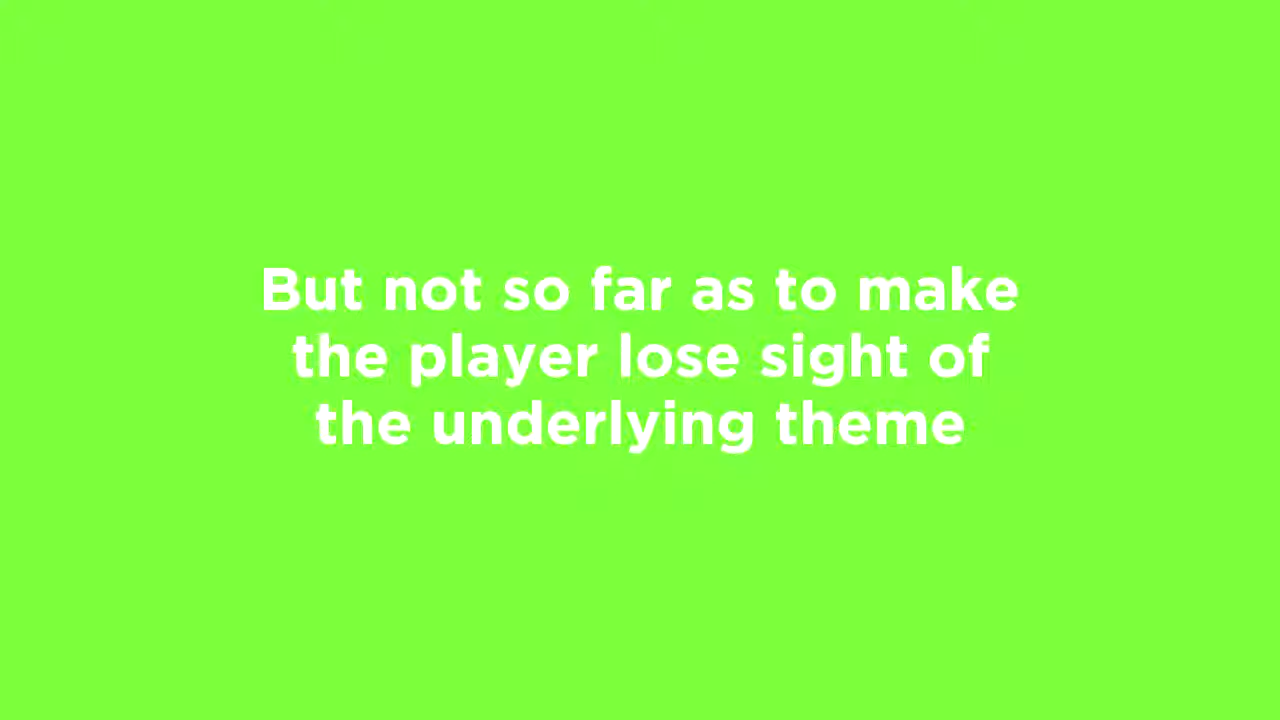 But not so far as to make
the player lose sight of
the underlying theme